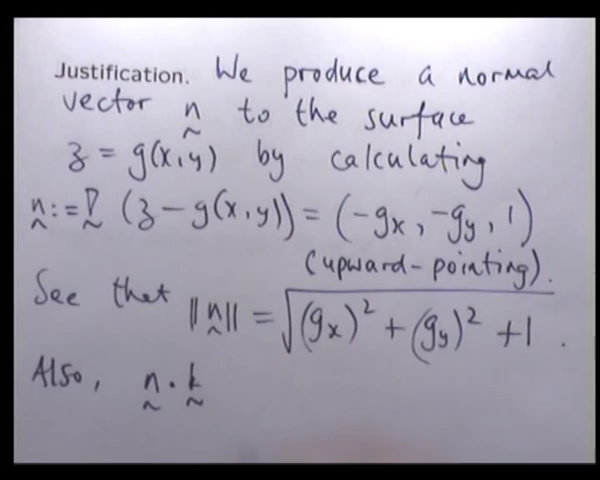 Justification. We produce a normal
vector n to the surface
z = g(x,y) by calculating
n := ∇ (z − g(x,y)) = (−gx, −gy, 1)
(upward-pointing).
See that ||n|| = √((gx)² + (gy)² + 1) .
Also, n · k